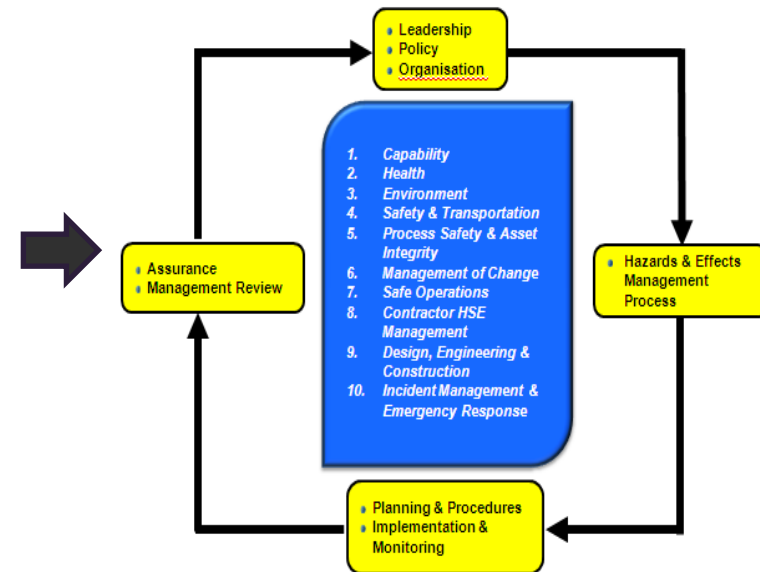 Leadership
Policy
Organisation
1. Capability
2. Health
3. Environment
4. Safety & Transportation
5. Process Safety & Asset
Integrity
6. Management of Change
7. Safe Operations
8. Contractor HSE
Management
9. Design, Engineering &
Construction
10. Incident Management &
Emergency Response
Assurance
Management Review
Hazards & Effects
Management
Process
Planning & Procedures
Implementation &
Monitoring